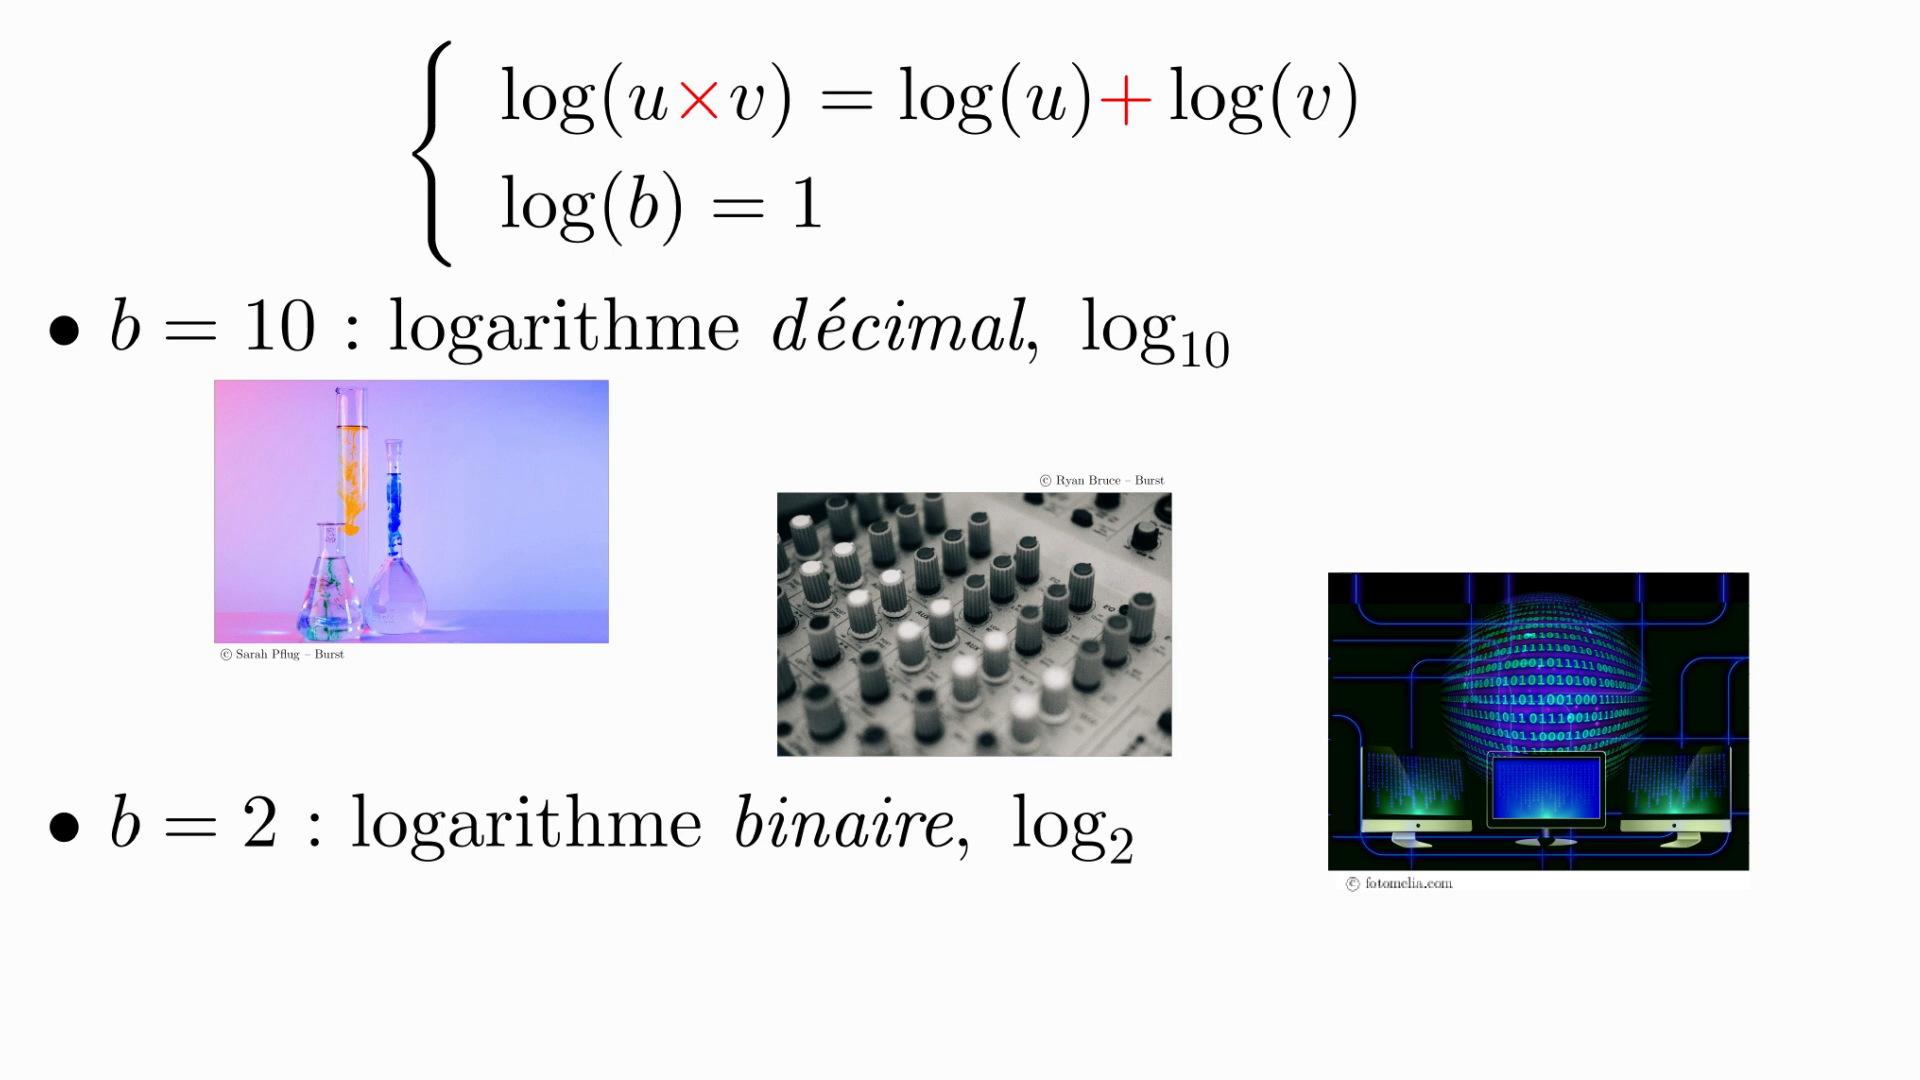 log(u×v) = log(u)+log(v)
log(b) = 1
• b = 10 : logarithme décimal, log₁₀
© Ryan Bruce – Burst
© Sarah Pflug – Burst
• b = 2 : logarithme binaire, log₂
© fotomelia.com